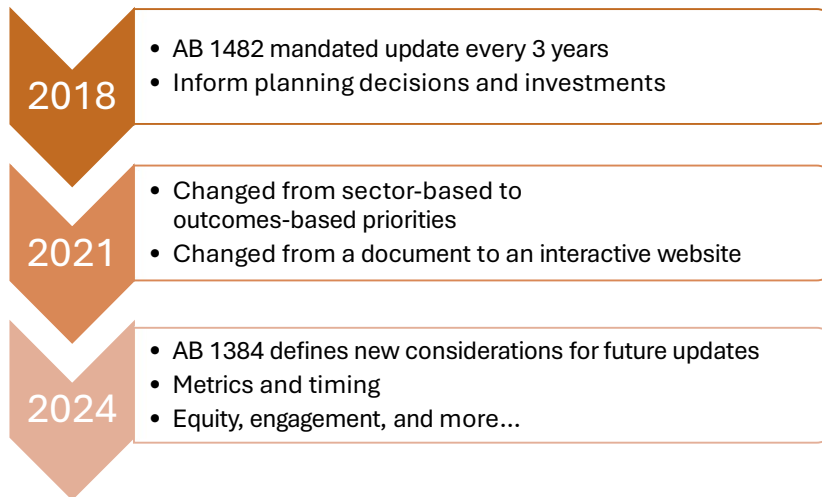 2018
• AB 1482 mandated update every 3 years
• Inform planning decisions and investments
2021
• Changed from sector-based to
outcomes-based priorities
• Changed from a document to an interactive website
2024
• AB 1384 defines new considerations for future updates
• Metrics and timing
• Equity, engagement, and more...